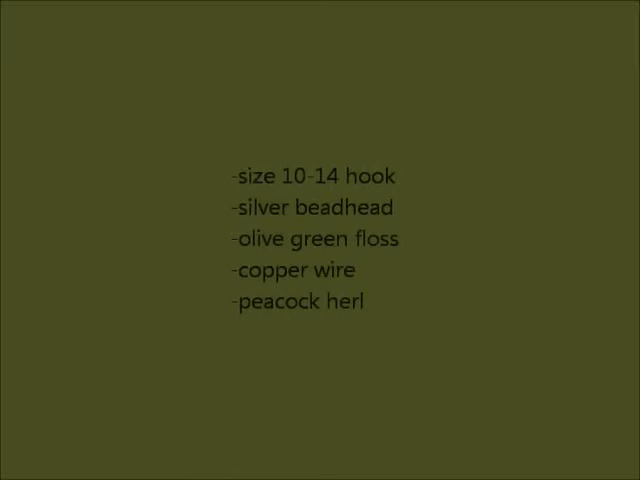 -size 10-14 hook
-silver beadhead
-olive green floss
-copper wire
-peacock herl